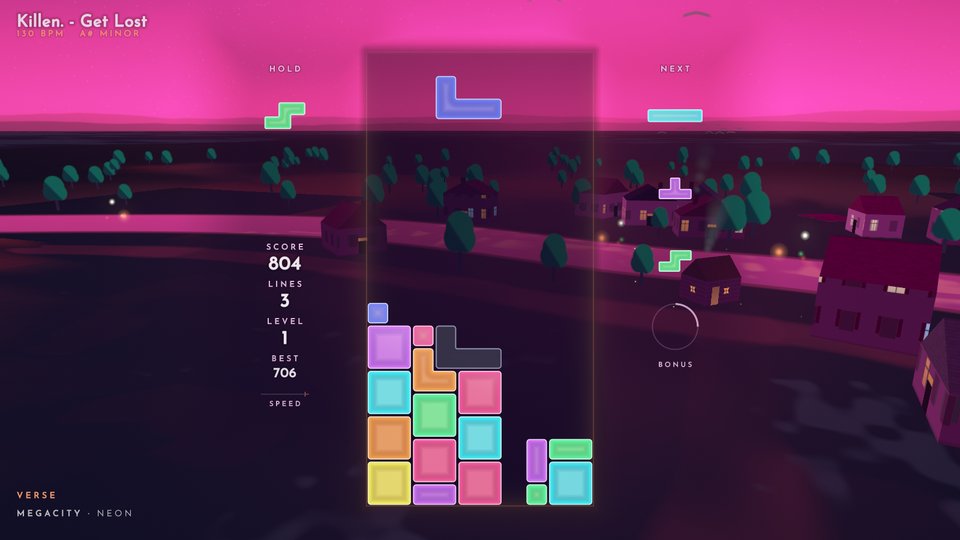 Killen. - Get Lost
130 BPM A# MINOR
HOLD
NEXT
SCORE
804
LINES
3
LEVEL
1
BEST
706
SPEED
BONUS
VERSE
MEGACITY · NEON